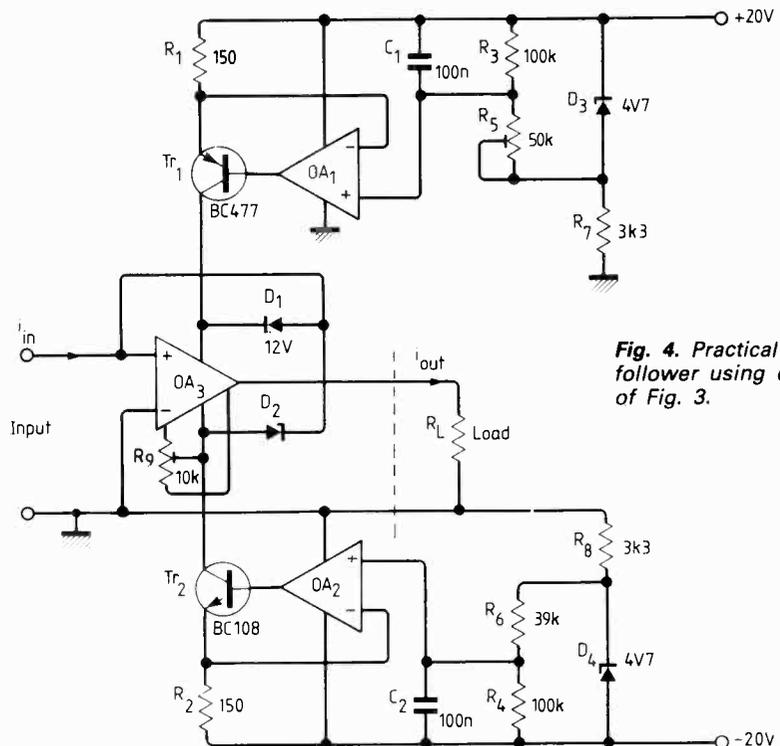 +20V
R1
150
C1
100n
R3
100k
D3
4V7
R5
50k
Tr1
OA1
−
+
BC477
R7
3k3
iin
D1
12V
+
OA3
−
iout
Fig. 4. Practical
follower using
of Fig. 3.
D2
RL
Load
Input
R9
10k
R8
3k3
Tr2
OA2
+
−
BC108
R6
39k
D4
4V7
R2
150
C2
100n
R4
100k
−20V